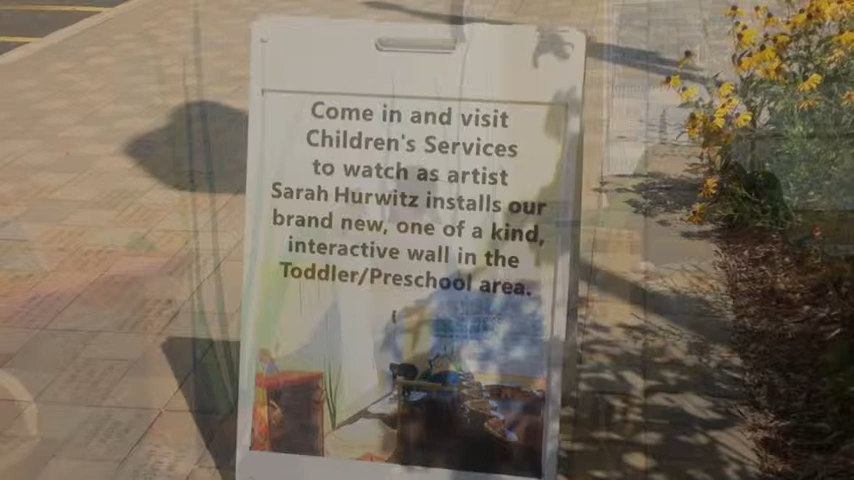 Come in and visit
Children's Services
to watch as artist
Sarah Hurwitz installs our
brand new, one of a kind,
interactive wall in the
Toddler/Preschool area.